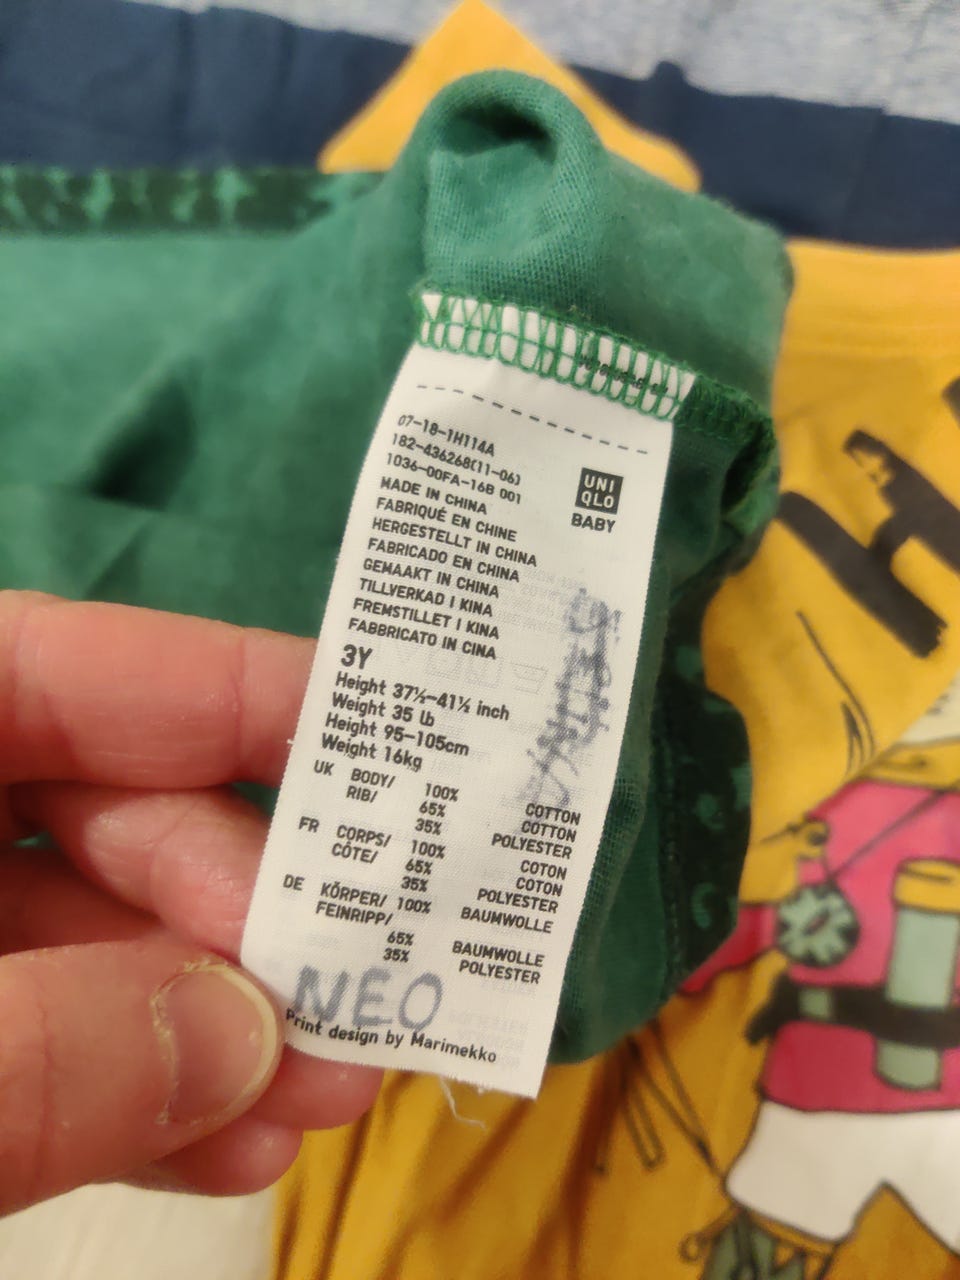 07-18-1H114A
182-436268(11-06)
1036-00FA-16B 001
UNI
QLO
BABY
MADE IN CHINA
FABRIQUÉ EN CHINE
HERGESTELLT IN CHINA
FABRICADO EN CHINA
GEMAAKT IN CHINA
TILLVERKAD I KINA
FREMSTILLET I KINA
FABBRICATO IN CINA
3Y
Height 37½-41½ inch
Weight 35 lb
Height 95-105cm
Weight 16kg
UK BODY/ 100% COTTON
RIB/ 65% COTTON
35% POLYESTER
FR CORPS/ 100% COTON
CÔTE/ 65% COTON
35% POLYESTER
DE KÖRPER/ 100% BAUMWOLLE
FEINRIPP/
65% BAUMWOLLE
35% POLYESTER
NEO
Print design by Marimekko
H